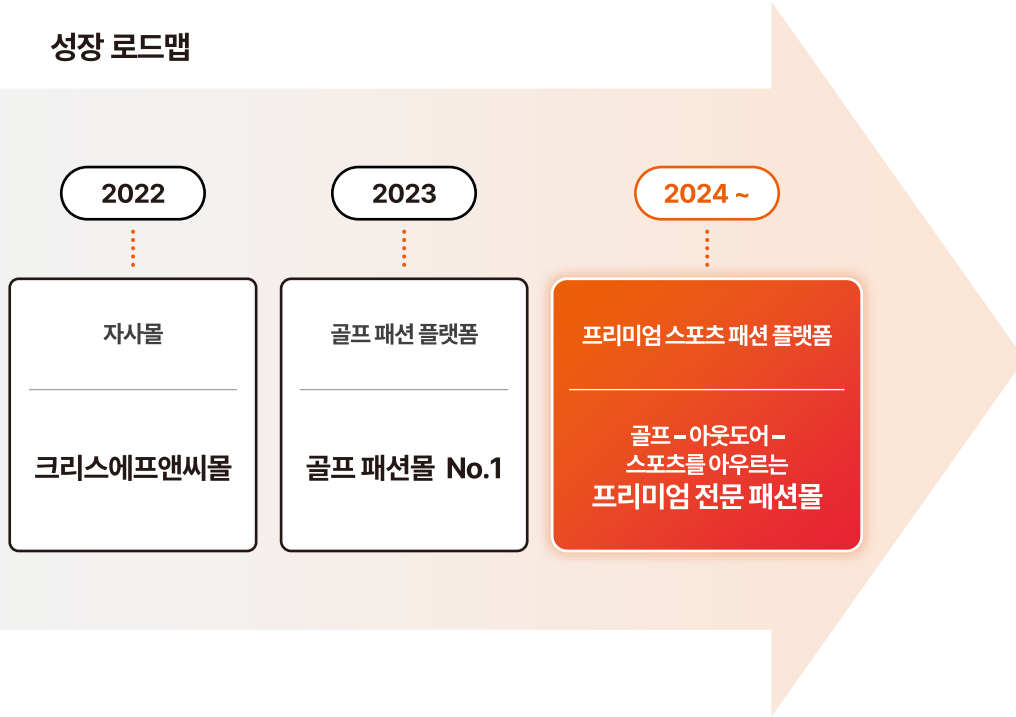 성장 로드맵
2022
자사몰
크리스에프앤씨몰
2023
골프 패션 플랫폼
골프 패션몰 No.1
2024 ~
프리미엄 스포츠 패션 플랫폼
골프 – 아웃도어 –
스포츠를 아우르는
프리미엄 전문 패션몰